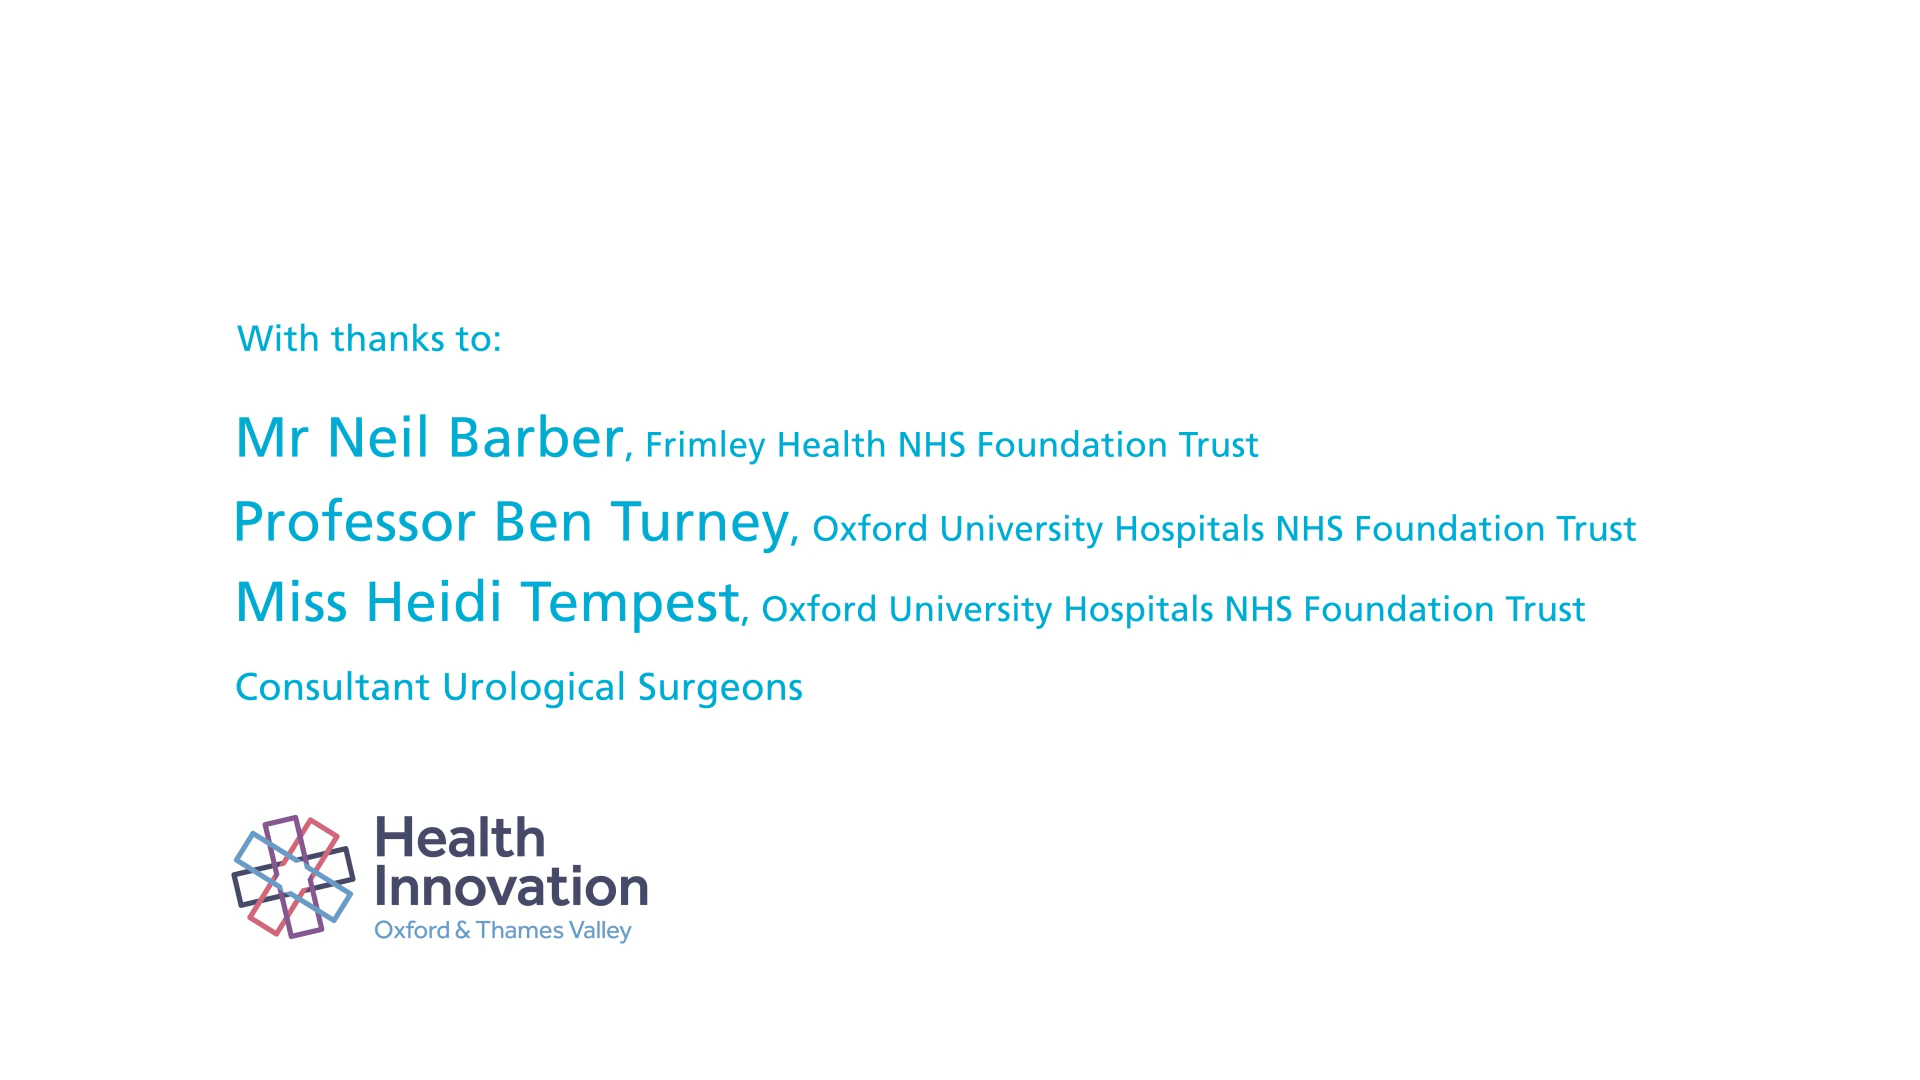 With thanks to:
Mr Neil Barber, Frimley Health NHS Foundation Trust
Professor Ben Turney, Oxford University Hospitals NHS Foundation Trust
Miss Heidi Tempest, Oxford University Hospitals NHS Foundation Trust
Consultant Urological Surgeons
Health
Innovation
Oxford & Thames Valley